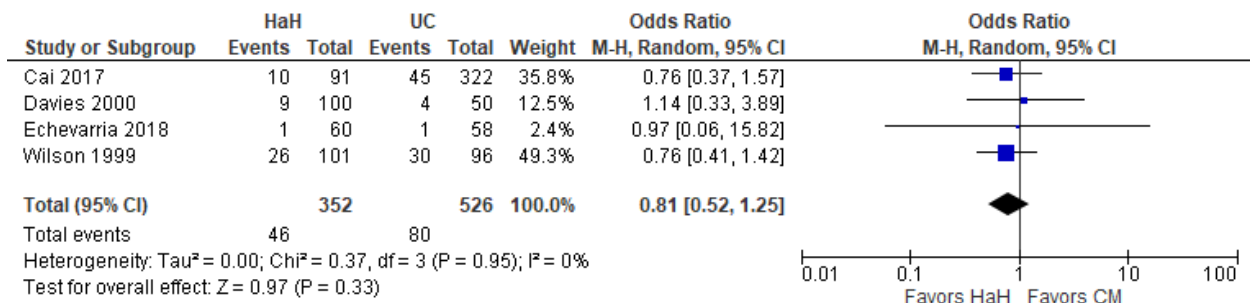 HaH UC Odds Ratio Odds Ratio
Study or Subgroup Events Total Events Total Weight M-H, Random, 95% CI M-H, Random, 95% CI
Cai 2017 10 91 45 322 35.8% 0.76 [0.37, 1.57]
Davies 2000 9 100 4 50 12.5% 1.14 [0.33, 3.89]
Echevarria 2018 1 60 1 58 2.4% 0.97 [0.06, 15.82]
Wilson 1999 26 101 30 96 49.3% 0.76 [0.41, 1.42]
Total (95% CI) 352 526 100.0% 0.81 [0.52, 1.25]
Total events 46 80
Heterogeneity: Tau² = 0.00; Chi² = 0.37, df = 3 (P = 0.95); I² = 0%
Test for overall effect: Z = 0.97 (P = 0.33)
0.01 0.1 1 10 100
Favors HaH Favors CM